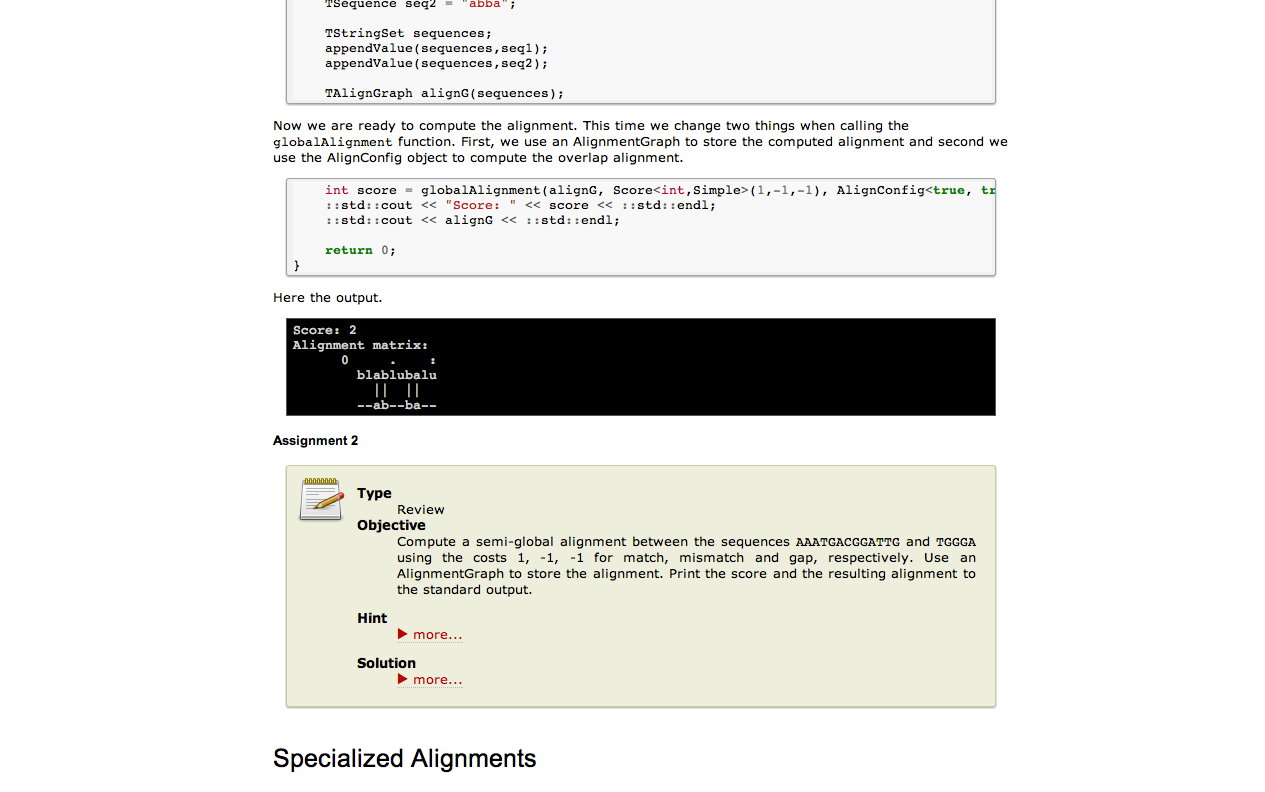 TSequence seq2 = "abba";
TStringSet sequences;
appendValue(sequences,seq1);
appendValue(sequences,seq2);
TAlignGraph alignG(sequences);
Now we are ready to compute the alignment. This time we change two things when calling the
globalAlignment function. First, we use an AlignmentGraph to store the computed alignment and second we
use the AlignConfig object to compute the overlap alignment.
int score = globalAlignment(alignG, Score<int,Simple>(1,-1,-1), AlignConfig<true, tr
::std::cout << "Score: " << score << ::std::endl;
::std::cout << alignG << ::std::endl;
return 0;
}
Here the output.
Score: 2
Alignment matrix:
0     .    :
blablubalu
||  ||
--ab--ba--
Assignment 2
Type
Review
Objective
Compute a semi-global alignment between the sequences AAATGACGGATTG and TGGGA
using the costs 1, -1, -1 for match, mismatch and gap, respectively. Use an
AlignmentGraph to store the alignment. Print the score and the resulting alignment to
the standard output.
Hint
▶ more...
Solution
▶ more...
Specialized Alignments